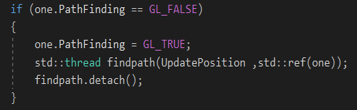 if (one.PathFinding == GL_FALSE)
{
one.PathFinding = GL_TRUE;
std::thread findpath(UpdatePosition ,std::ref(one));
findpath.detach();
}